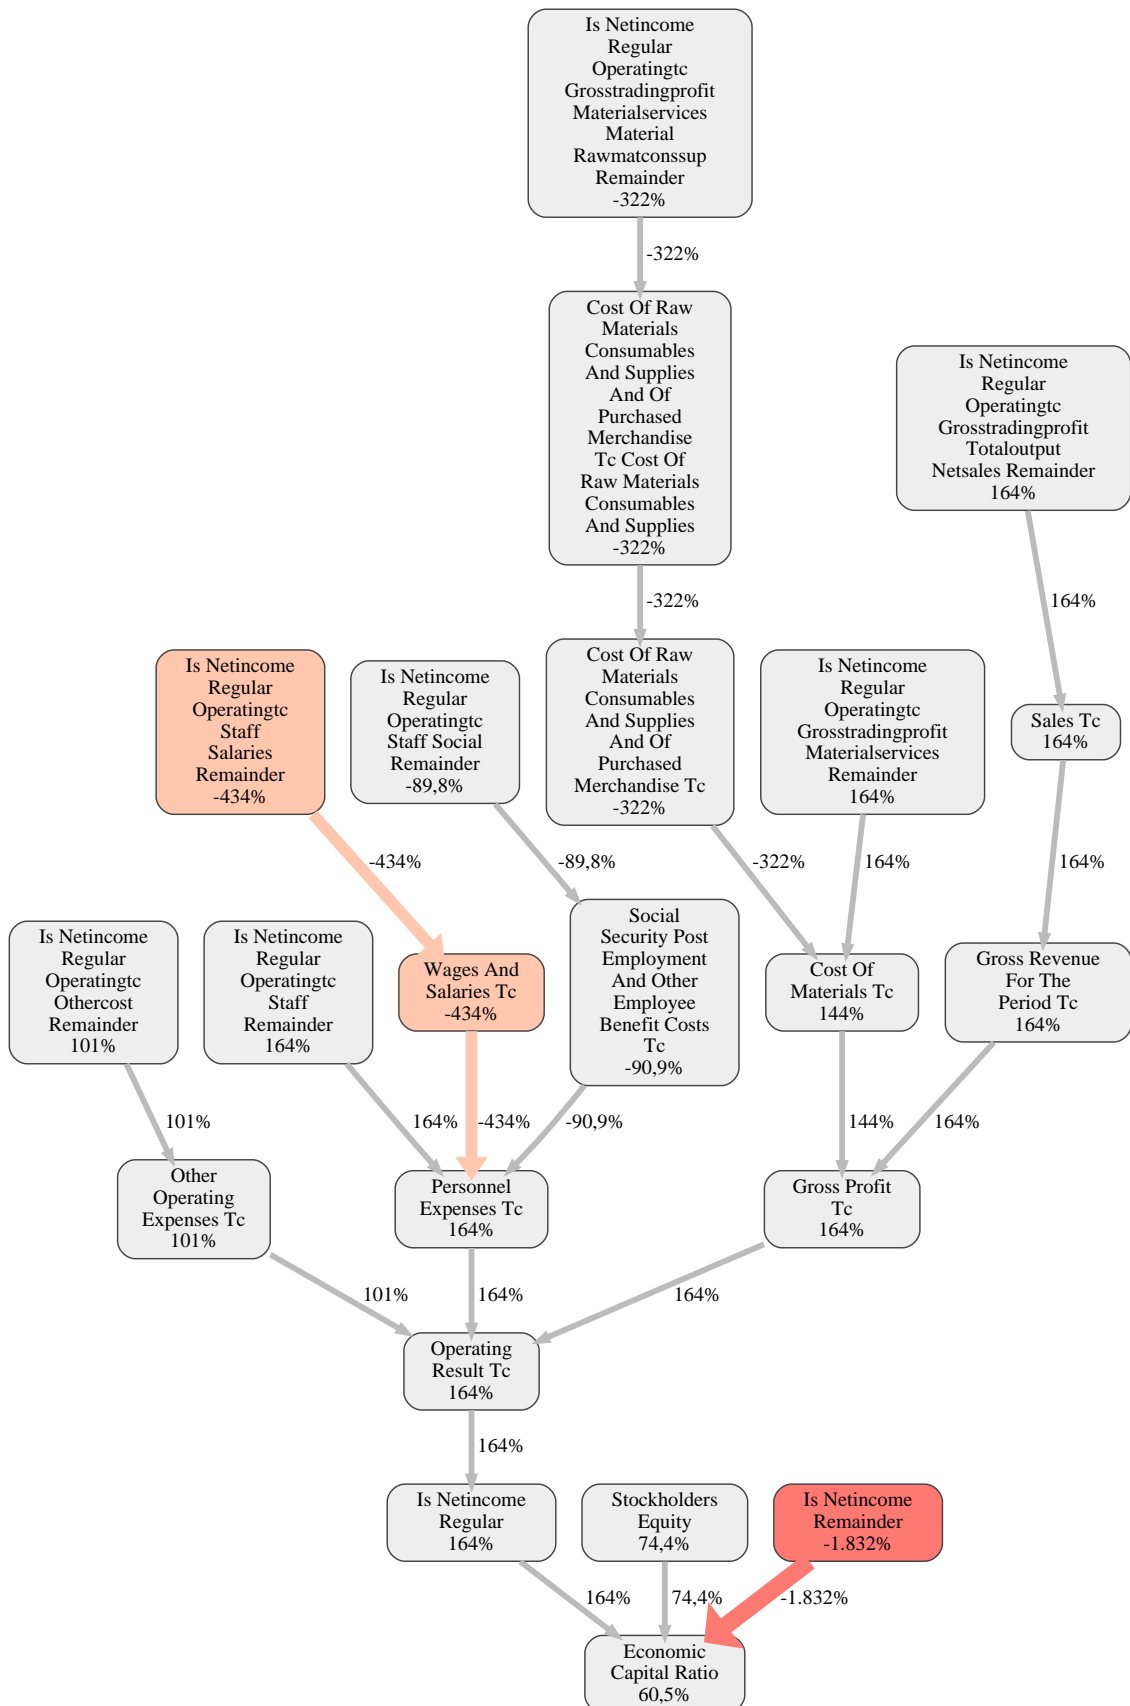 Is Netincome
Regular
Operatingtc
Grosstradingprofit
Materialservices
Material
Rawmatconssup
Remainder
-322%
-322%
Cost Of Raw
Materials
Consumables
And Supplies
And Of
Purchased
Merchandise
Tc Cost Of
Raw Materials
Consumables
And Supplies
-322%
Is Netincome
Regular
Operatingtc
Grosstradingprofit
Totaloutput
Netsales Remainder
164%
-322%
164%
Is Netincome
Regular
Operatingtc
Staff
Salaries
Remainder
-434%
Is Netincome
Regular
Operatingtc
Staff Social
Remainder
-89,8%
Cost Of Raw
Materials
Consumables
And Supplies
And Of
Purchased
Merchandise Tc
-322%
Is Netincome
Regular
Operatingtc
Grosstradingprofit
Materialservices
Remainder
164%
Sales Tc
164%
-434%
-89,8%
-322%
164%
164%
Is Netincome
Regular
Operatingtc
Othercost
Remainder
101%
Is Netincome
Regular
Operatingtc
Staff
Remainder
164%
Wages And
Salaries Tc
-434%
Social
Security Post
Employment
And Other
Employee
Benefit Costs
Tc
-90,9%
Cost Of
Materials Tc
144%
Gross Revenue
For The
Period Tc
164%
101%
164%
-434%
-90,9%
144%
164%
Other
Operating
Expenses Tc
101%
Personnel
Expenses Tc
164%
Gross Profit
Tc
164%
101%
164%
164%
Operating
Result Tc
164%
164%
Is Netincome
Regular
164%
Stockholders
Equity
74,4%
Is Netincome
Remainder
-1.832%
164%
74,4%
-1.832%
Economic
Capital Ratio
60,5%